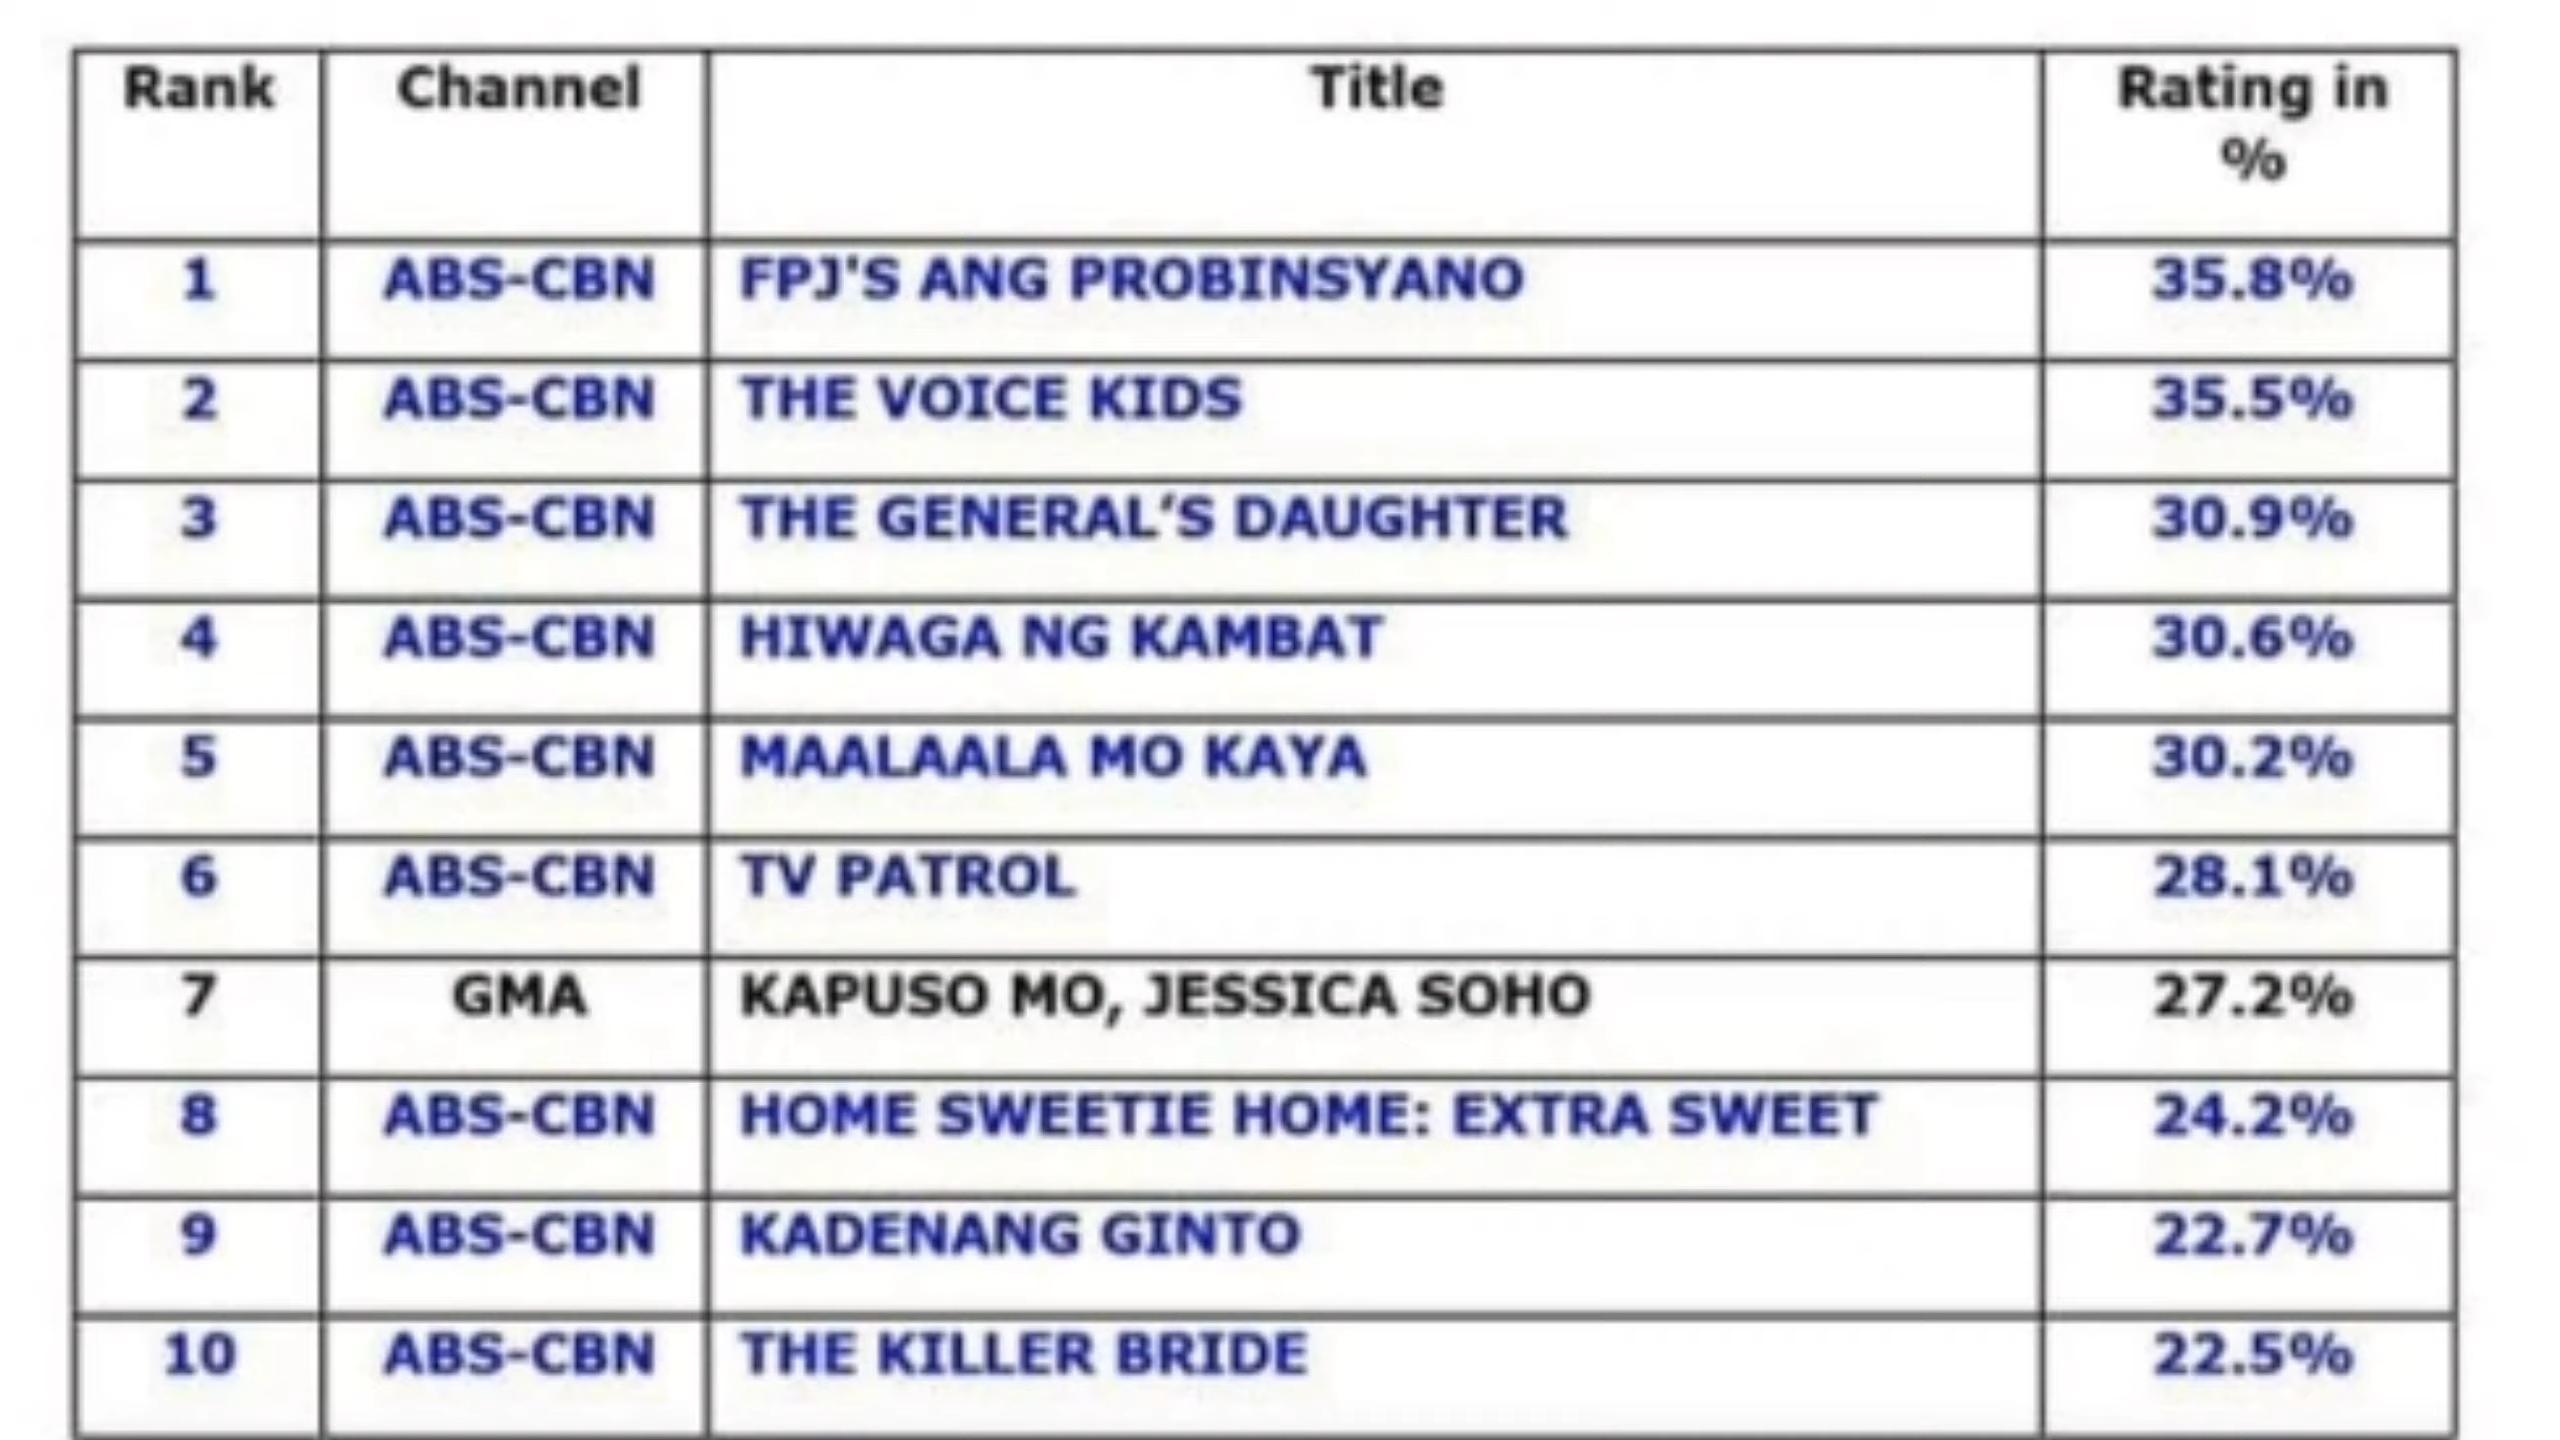 Rank Channel Title Rating in
%
1 ABS-CBN FPJ'S ANG PROBINSYANO 35.8%
2 ABS-CBN THE VOICE KIDS 35.5%
3 ABS-CBN THE GENERAL‘S DAUGHTER 30.9%
4 ABS-CBN HIWAGA NG KAMBAT 30.6%
5 ABS-CBN MAALAALA MO KAYA 30.2%
6 ABS-CBN TV PATROL 28.1%
7 GMA KAPUSO MO, JESSICA SOHO 27.2%
8 ABS-CBN HOME SWEETIE HOME: EXTRA SWEET 24.2%
9 ABS-CBN KADENANG GINTO 22.7%
10 ABS-CBN THE KILLER BRIDE 22.5%